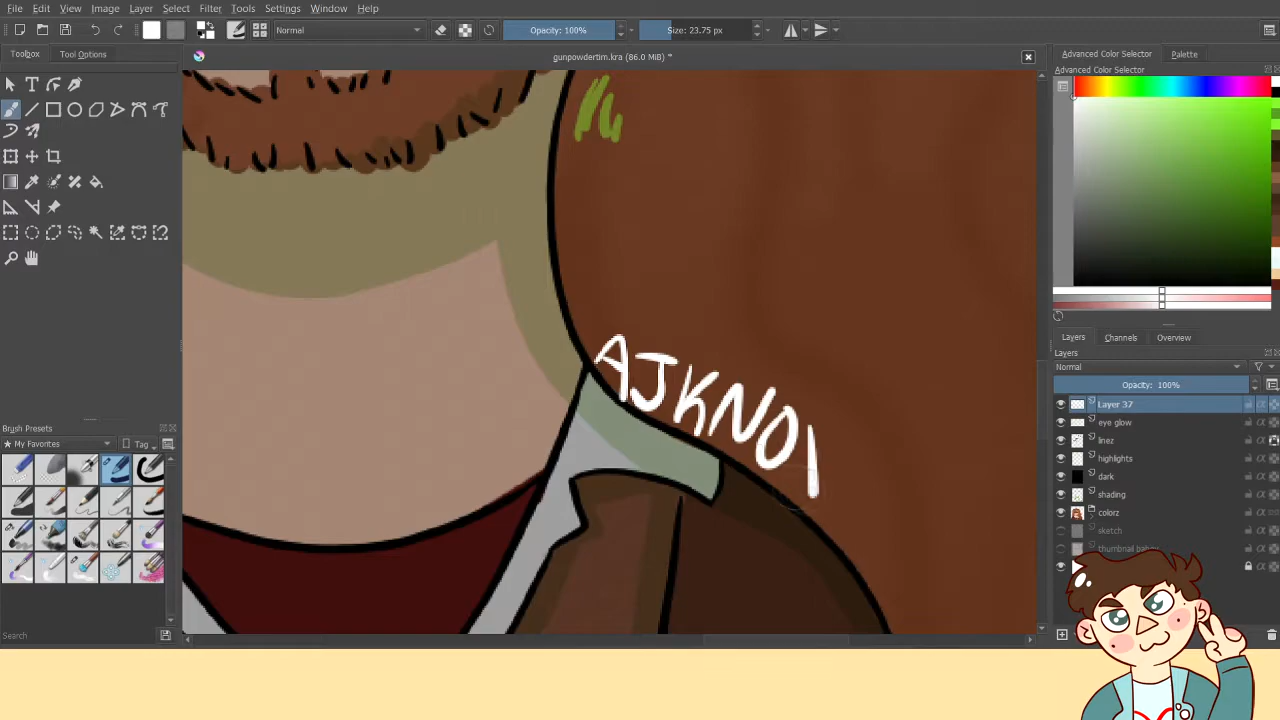 File Edit View Image Layer Select Filter Tools Settings Window Help
Normal Opacity: 100% Size: 23.75 px
Toolbox Tool Options
gunpowdertim.kra (86.0 MiB) *
Advanced Color Selector Palette
Advanced Color Selector
AJKNO1
Layers Channels Overview
Layers
Normal
Opacity: 100%
Layer 37
eye glow
linez
highlights
dark
shading
colorz
sketch
thumbnail
Brush Presets
My Favorites Tag
Search